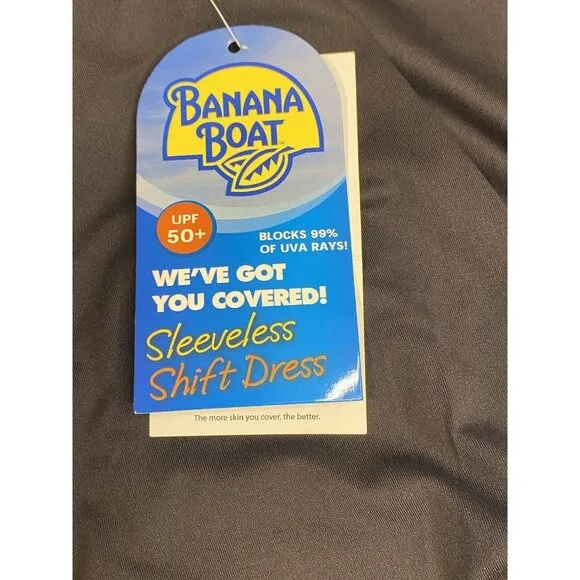 BANANA
BOAT™
UPF
50+
BLOCKS 99%
OF UVA RAYS!
WE'VE GOT
YOU COVERED!
Sleeveless
Shift Dress
The more skin you cover, the better.